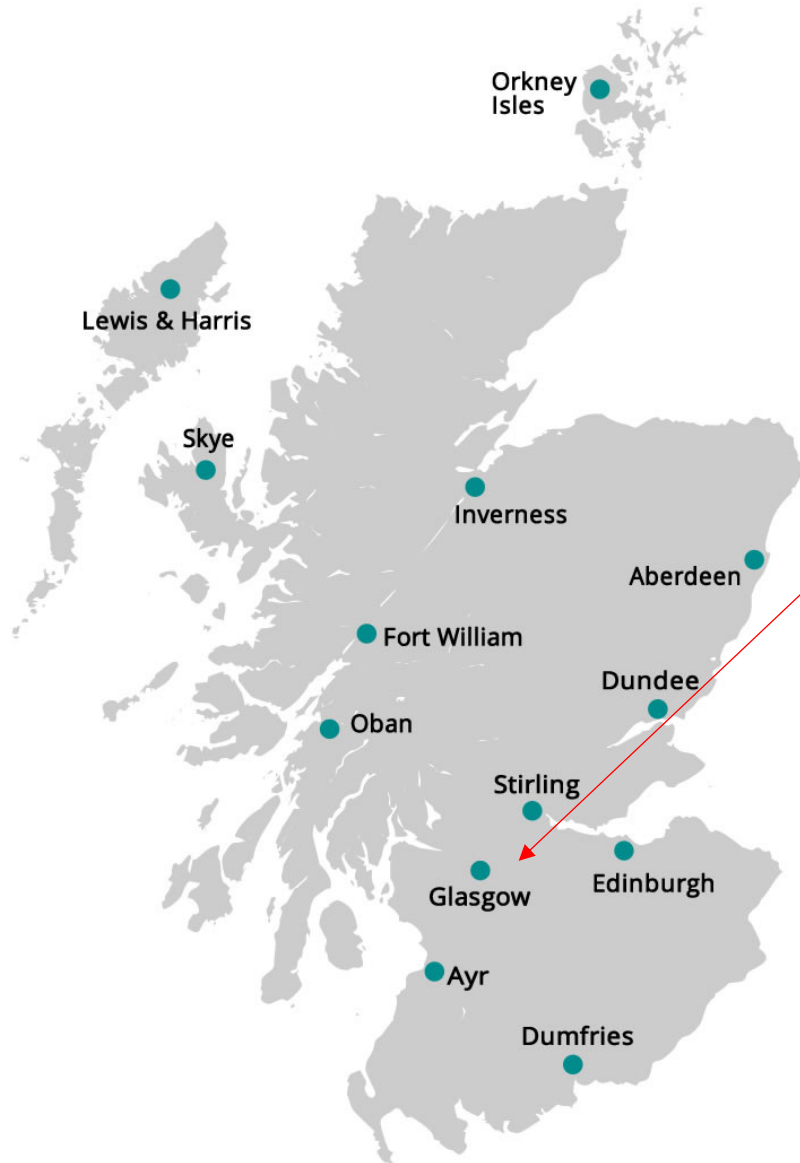 Orkney
Isles
Lewis & Harris
Skye
Inverness
Aberdeen
Fort William
Dundee
Oban
Stirling
Edinburgh
Glasgow
Ayr
Dumfries